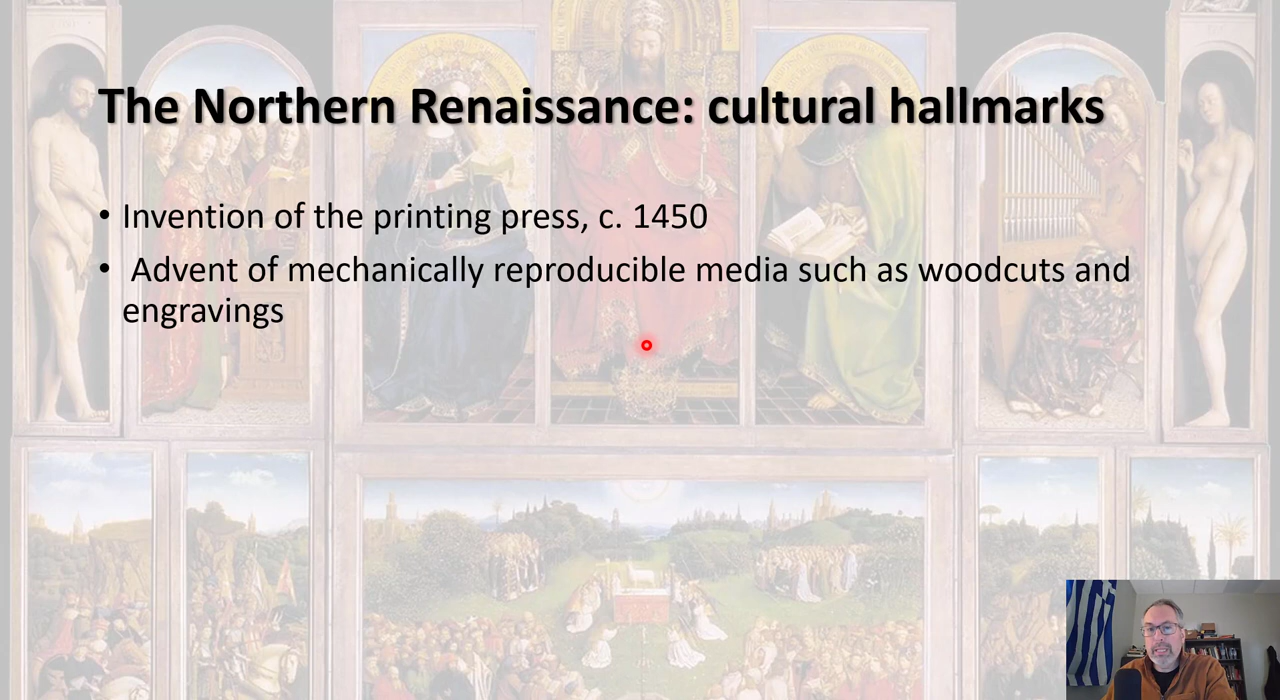 The Northern Renaissance: cultural hallmarks
• Invention of the printing press, c. 1450
• Advent of mechanically reproducible media such as woodcuts and
engravings